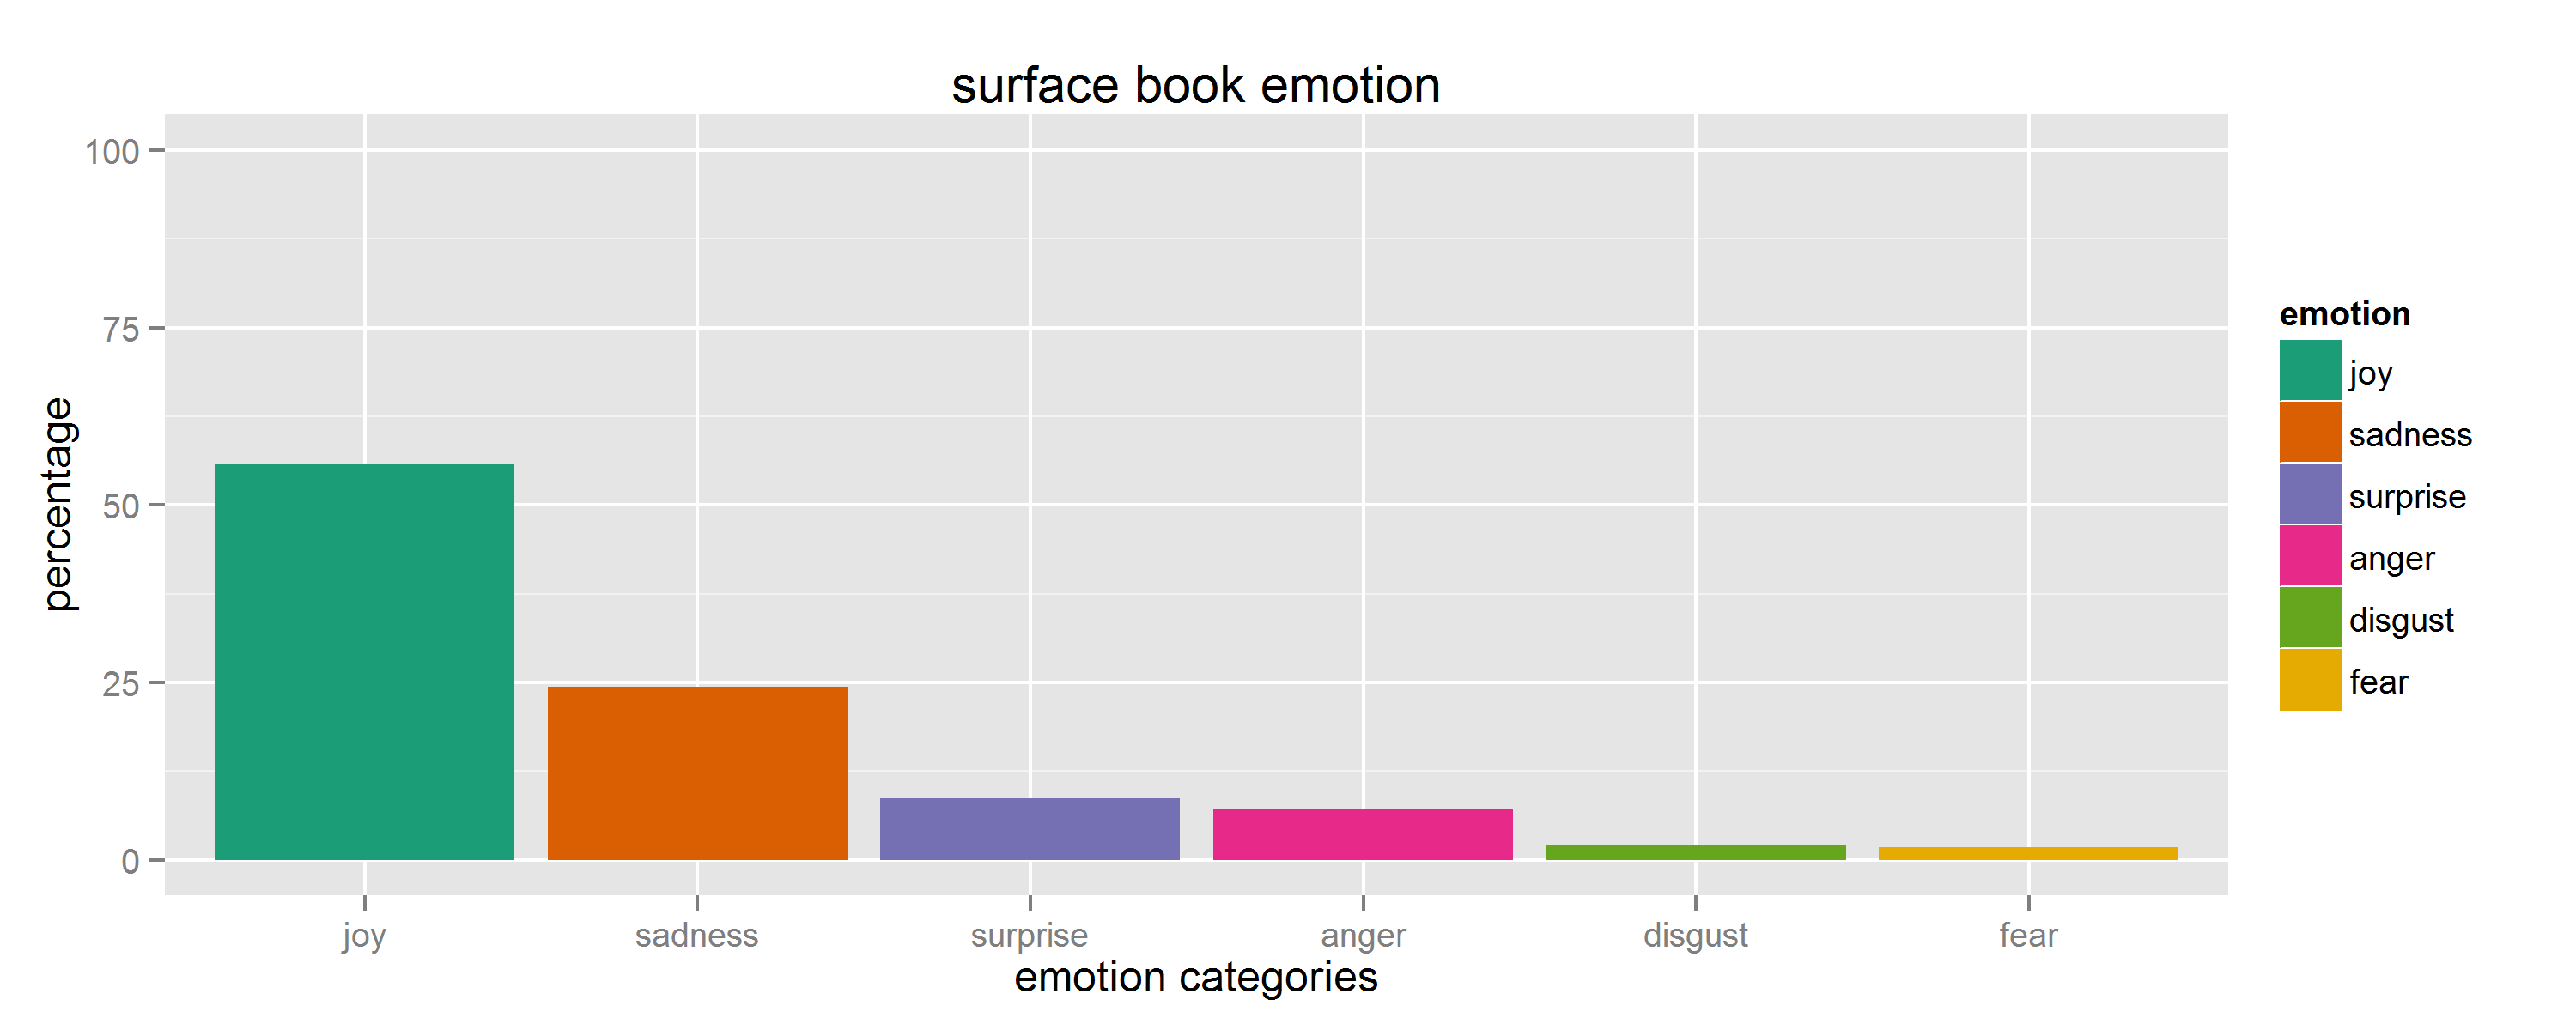 surface book emotion
percentage
100
75
50
25
0
joy sadness surprise anger disgust fear
emotion categories
emotion
joy
sadness
surprise
anger
disgust
fear